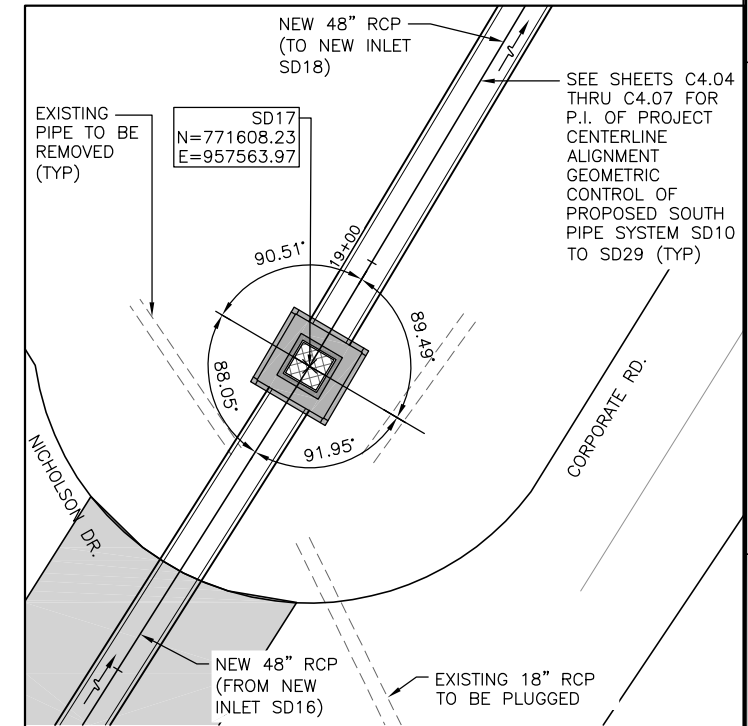 NEW 48" RCP
(TO NEW INLET
SD18)
SEE SHEETS C4.04
THRU C4.07 FOR
P.I. OF PROJECT
CENTERLINE
ALIGNMENT
GEOMETRIC
CONTROL OF
PROPOSED SOUTH
PIPE SYSTEM SD10
TO SD29 (TYP)
EXISTING
PIPE TO BE
REMOVED
(TYP)
SD17
N=771608.23
E=957563.97
90.51°
19+00
89.49°
88.05°
91.95°
CORPORATE RD.
NICHOLSON DR.
NEW 48" RCP
(FROM NEW
INLET SD16)
EXISTING 18" RCP
TO BE PLUGGED